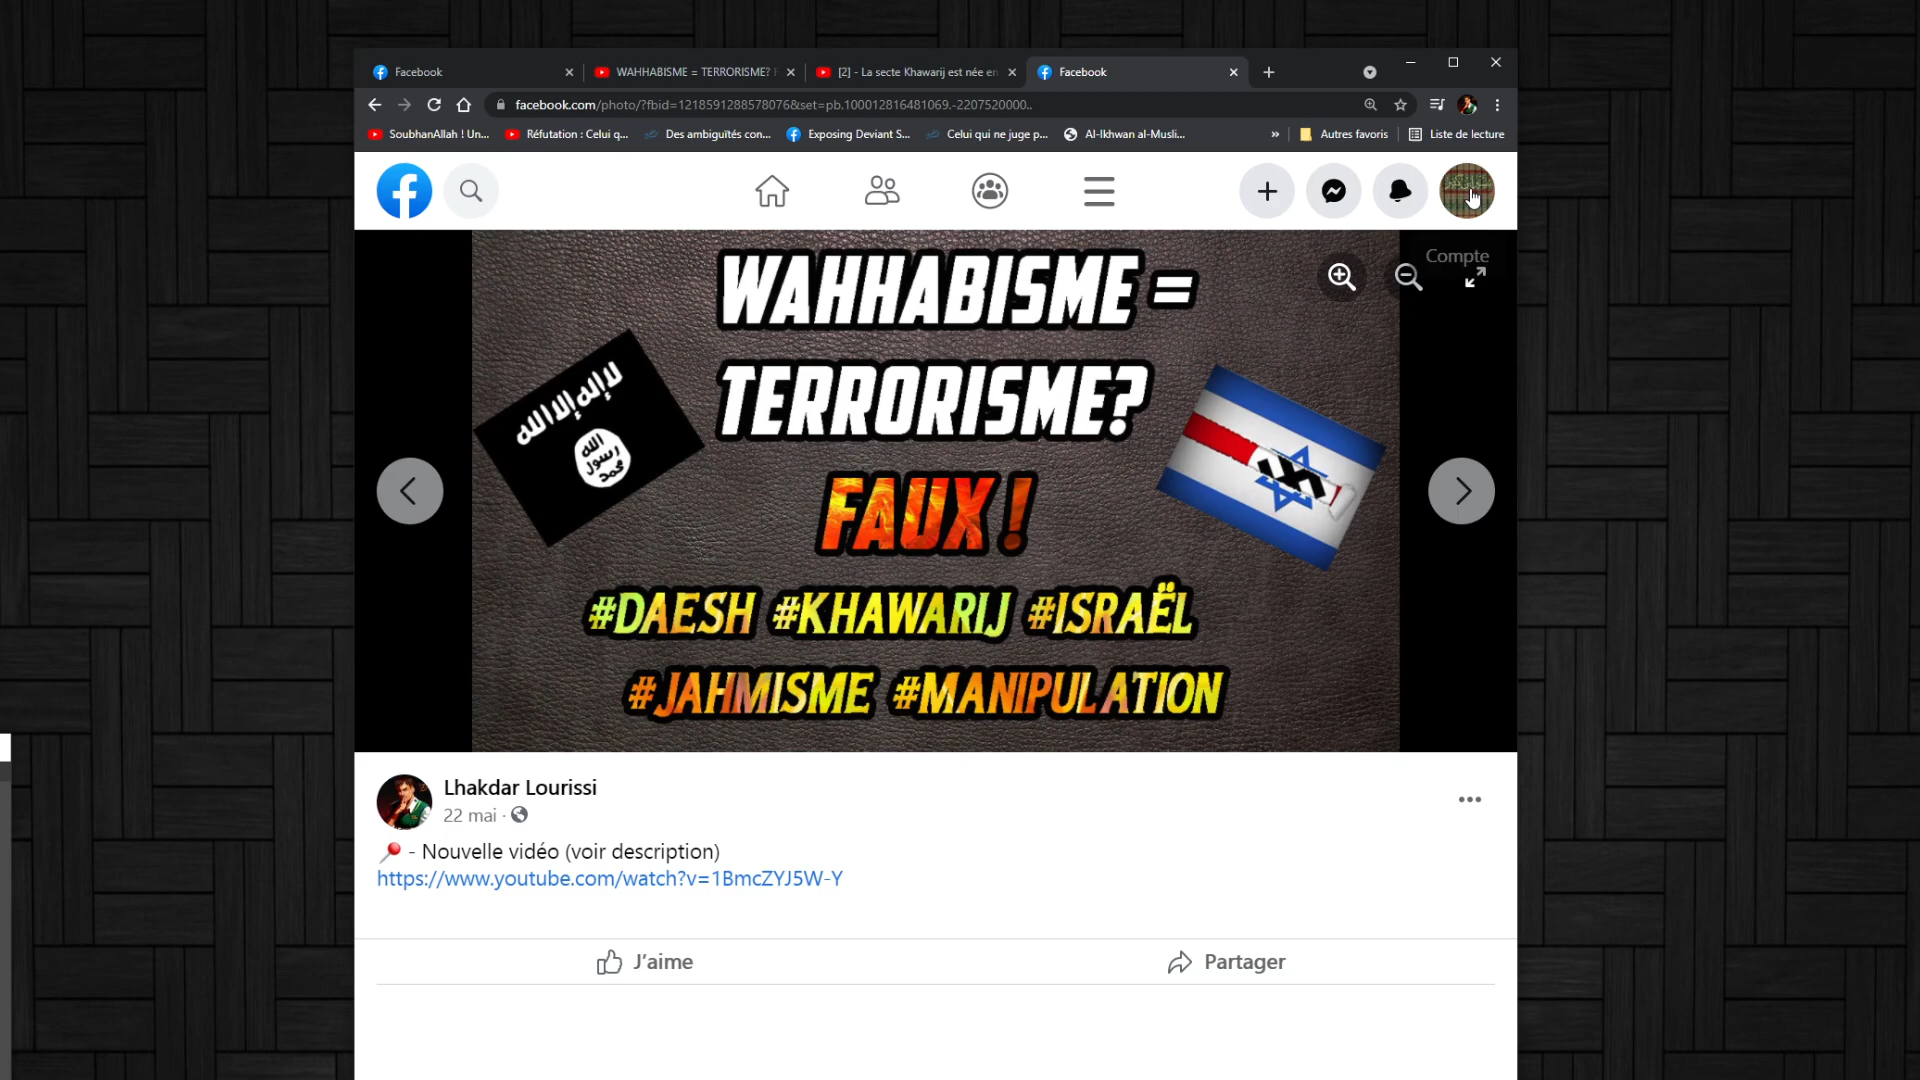 Facebook
WAHHABISME = TERRORISME?
[2] - La secte Khawarij est née en
Facebook
facebook.com/photo/?fbid=1218591288578076&set=pb.100012816481069.-2207520000..
SoubhanAllah ! Un...
Réfutation : Celui q...
Des ambiguïtés con...
Exposing Deviant S...
Celui qui ne juge p...
Al-Ikhwan al-Musli...
»
Autres favoris
Liste de lecture
Compte
WAHHABISME =
TERRORISME?
FAUX !
لا إله إلا الله
الله
رسول
محمد
#DAESH #KHAWARIJ #ISRAËL
#JAHMISME #MANIPULATION
Lhakdar Lourissi
22 mai ·
- Nouvelle vidéo (voir description)
https://www.youtube.com/watch?v=1BmcZYJ5W-Y
J'aime
Partager